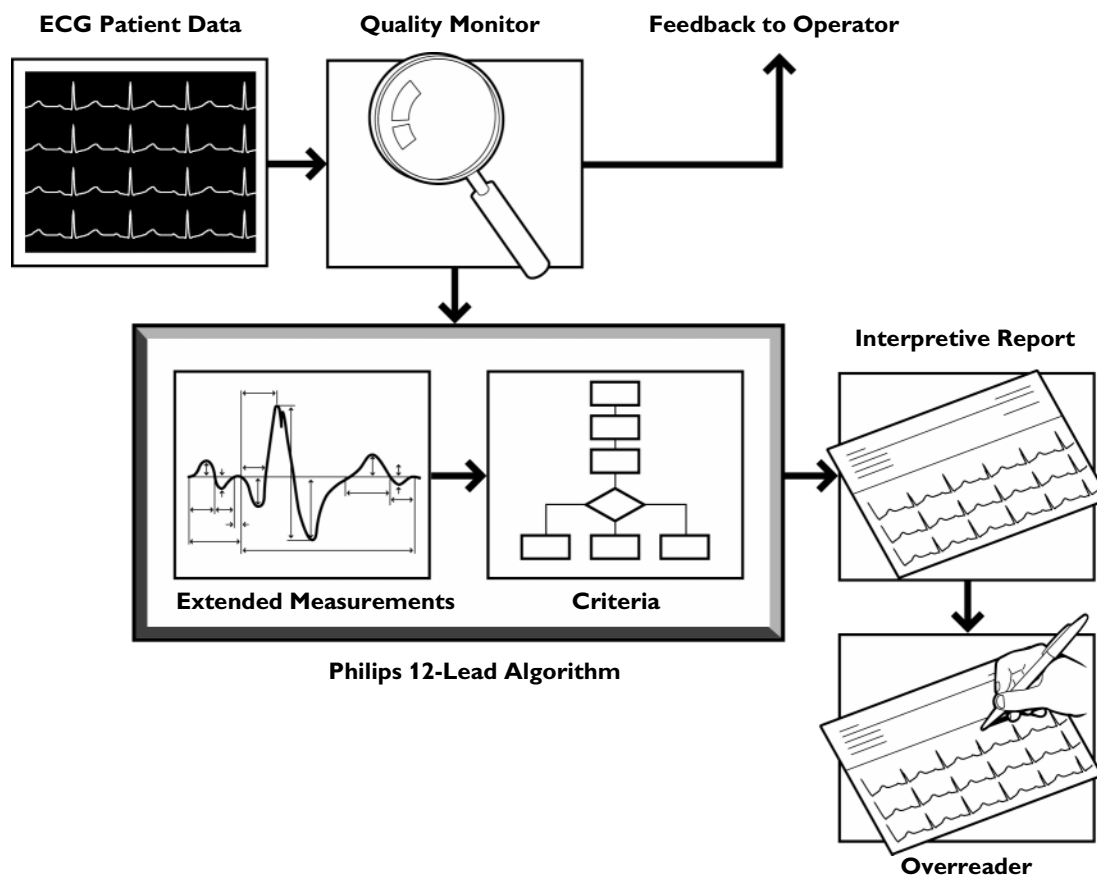 ECG Patient Data
Quality Monitor
Feedback to Operator
Interpretive Report
Extended Measurements
Criteria
Philips 12-Lead Algorithm
Overreader